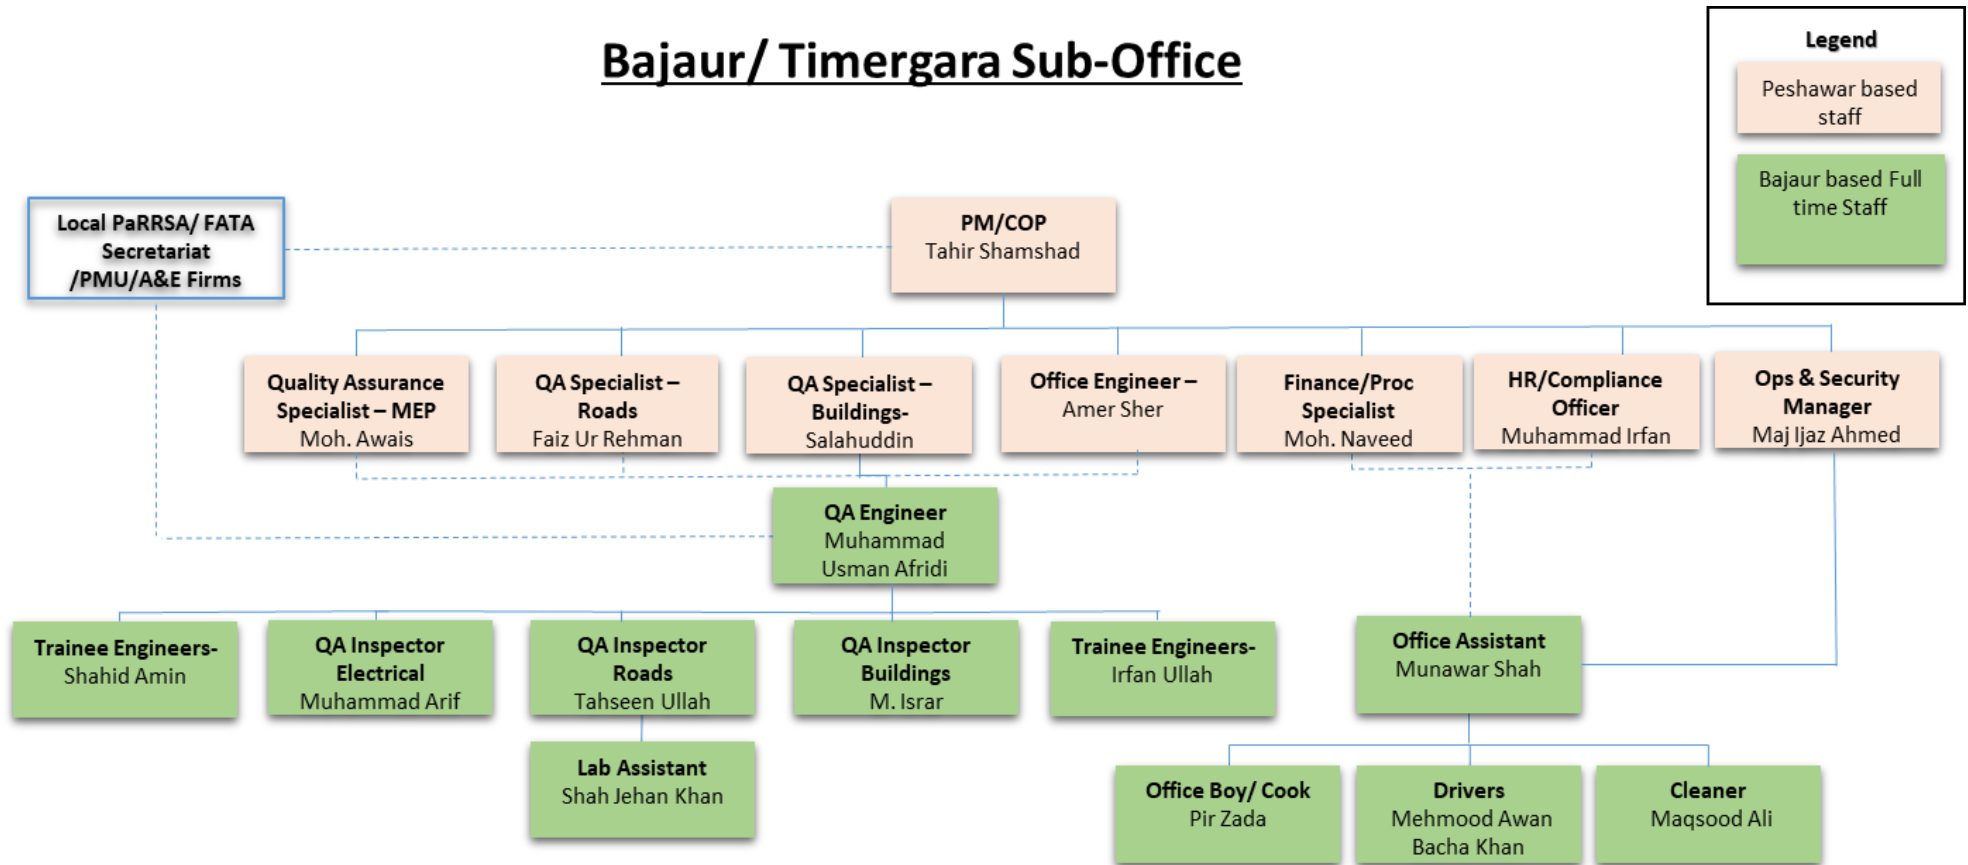 Bajaur/ Timergara Sub-Office
Legend
Peshawar based
staff
Bajaur based Full
time Staff
Local PaRRSA/ FATA
Secretariat
/PMU/A&E Firms
PM/COP
Tahir Shamshad
Quality Assurance
Specialist – MEP
Moh. Awais
QA Specialist –
Roads
Faiz Ur Rehman
QA Specialist –
Buildings-
Salahuddin
Office Engineer –
Amer Sher
Finance/Proc
Specialist
Moh. Naveed
HR/Compliance
Officer
Muhammad Irfan
Ops & Security
Manager
Maj Ijaz Ahmed
QA Engineer
Muhammad
Usman Afridi
Trainee Engineers-
Shahid Amin
QA Inspector
Electrical
Muhammad Arif
QA Inspector
Roads
Tahseen Ullah
QA Inspector
Buildings
M. Israr
Trainee Engineers-
Irfan Ullah
Office Assistant
Munawar Shah
Lab Assistant
Shah Jehan Khan
Office Boy/ Cook
Pir Zada
Drivers
Mehmood Awan
Bacha Khan
Cleaner
Maqsood Ali